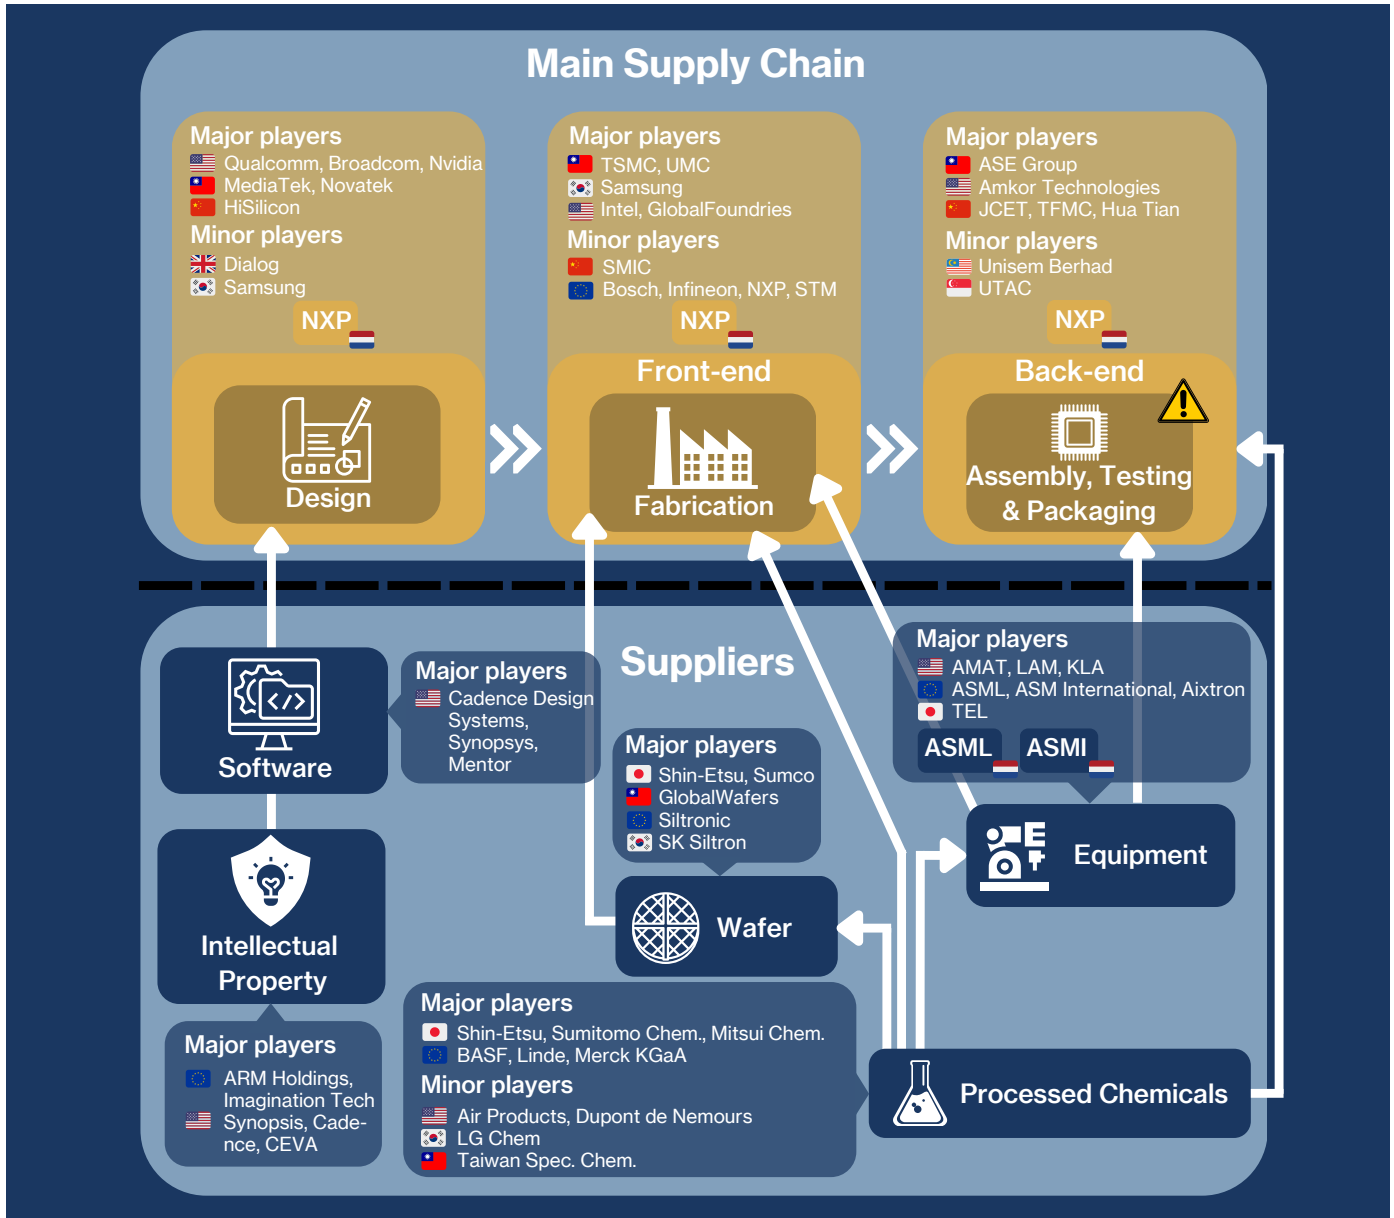 Main Supply Chain
Major players
Qualcomm, Broadcom, Nvidia
MediaTek, Novatek
HiSilicon
Minor players
Dialog
Samsung
NXP
Design
Major players
TSMC, UMC
Samsung
Intel, GlobalFoundries
Minor players
SMIC
Bosch, Infineon, NXP, STM
NXP
Front-end
Fabrication
Major players
ASE Group
Amkor Technologies
JCET, TFMC, Hua Tian
Minor players
Unisem Berhad
UTAC
NXP
Back-end
Assembly, Testing
& Packaging
Suppliers
Software
Major players
Cadence Design
Systems,
Synopsys,
Mentor
Intellectual
Property
Major players
ARM Holdings,
Imagination Tech
Synopsis, Cade-
nce, CEVA
Major players
Shin-Etsu, Sumco
GlobalWafers
Siltronic
SK Siltron
Wafer
Major players
AMAT, LAM, KLA
ASML, ASM International, Aixtron
TEL
ASML
ASMI
Equipment
Major players
Shin-Etsu, Sumitomo Chem., Mitsui Chem.
BASF, Linde, Merck KGaA
Minor players
Air Products, Dupont de Nemours
LG Chem
Taiwan Spec. Chem.
Processed Chemicals